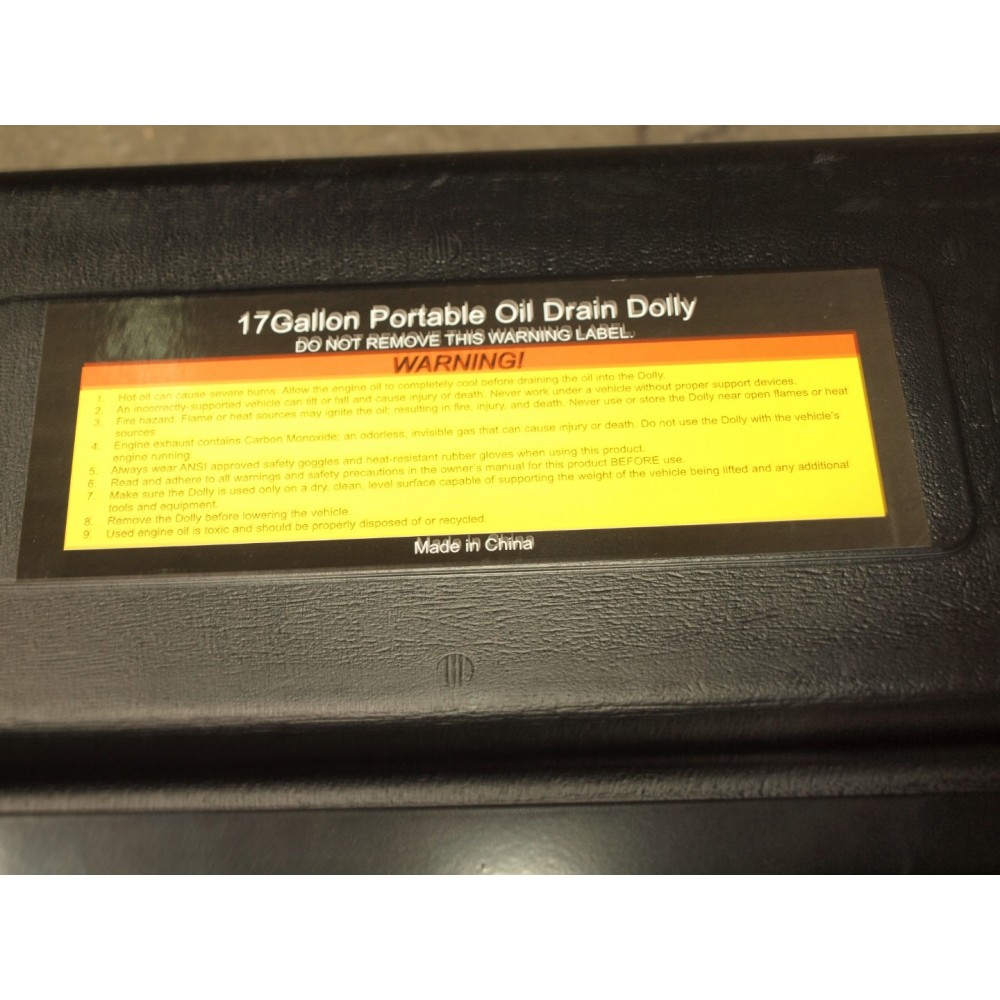 17Gallon Portable Oil Drain Dolly
DO NOT REMOVE THIS WARNING LABEL.
WARNING!
1. Hot oil can cause severe burns. Allow the engine oil to completely cool before draining the oil into the Dolly.
2. An incorrectly-supported vehicle can tilt or fall and cause injury or death. Never work under a vehicle without proper support devices.
3. Fire hazard. Flame or heat sources may ignite the oil; resulting in fire, injury, and death. Never use or store the Dolly near open flames or heat
sources
4. Engine exhaust contains Carbon Monoxide; an odorless, invisible gas that can cause injury or death. Do not use the Dolly with the vehicle's
engine running.
5. Always wear ANSI approved safety goggles and heat-resistant rubber gloves when using this product.
6. Read and adhere to all warnings and safety precautions in the owner's manual for this product BEFORE use.
7. Make sure the Dolly is used only on a dry, clean, level surface capable of supporting the weight of the vehicle being lifted and any additional
tools and equipment.
8. Remove the Dolly before lowering the vehicle.
9. Used engine oil is toxic and should be properly disposed of or recycled.
Made in China